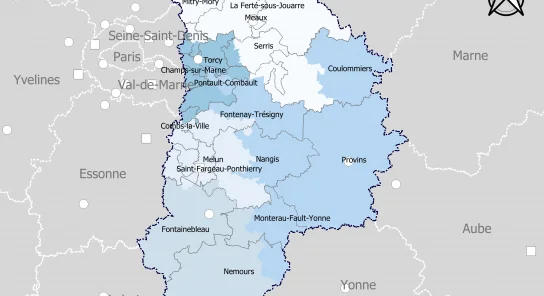 Mitry-Mory
La Ferté-sous-Jouarre
Meaux
Seine-Saint-Denis
Serris
Marne
Paris
Torcy
Champs-sur-Marne
Coulommiers
Yvelines
Val-de-Marne
Pontault-Combault
Fontenay-Trésigny
Combs-la-Ville
Melun
Nangis
Provins
Saint-Fargeau-Ponthierry
Essonne
Monterau-Fault-Yonne
Fontainebleau
Aube
Nemours
Yonne